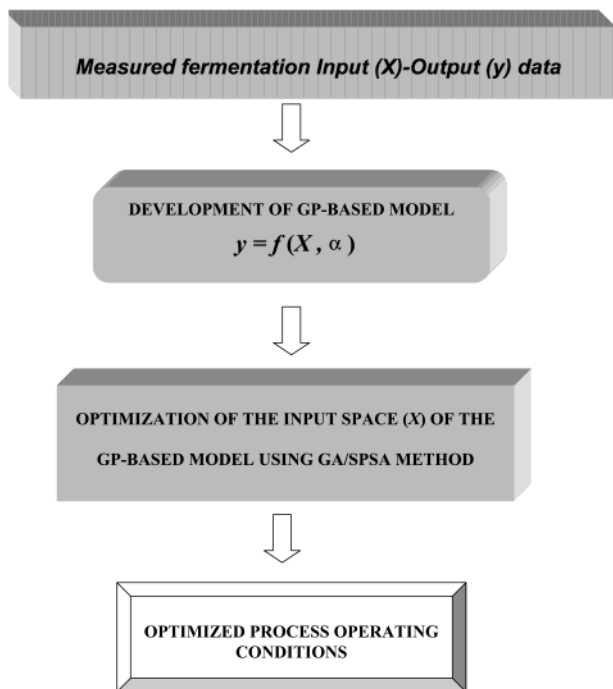 Measured fermentation Input (X)-Output (y) data
DEVELOPMENT OF GP-BASED MODEL
y = f (X , α)
OPTIMIZATION OF THE INPUT SPACE (X) OF THE
GP-BASED MODEL USING GA/SPSA METHOD
OPTIMIZED PROCESS OPERATING
CONDITIONS